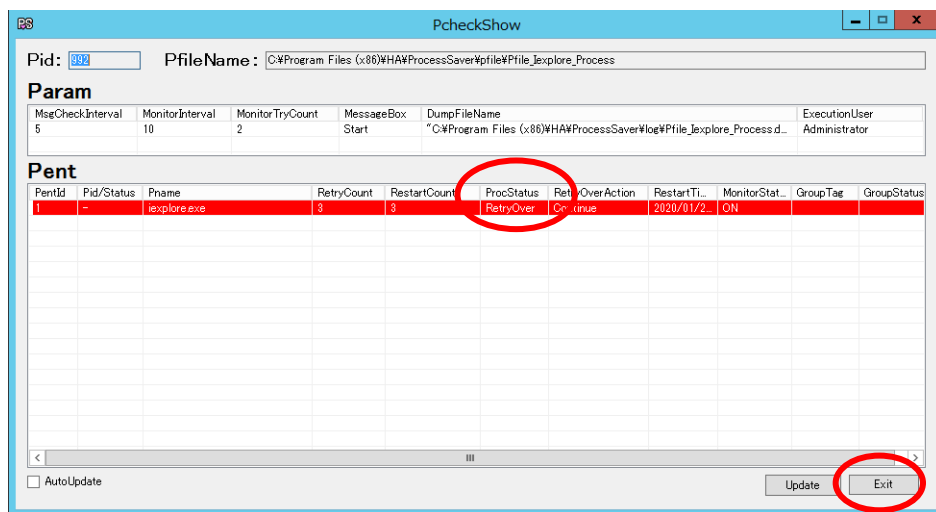 PS PcheckShow
Pid: 992 PfileName: C:¥Program Files (x86)¥HA¥ProcessSaver¥pfile¥Pfile_Iexplore_Process
Param
MsgCheckInterval MonitorInterval MonitorTryCount MessageBox DumpFileName ExecutionUser
5 10 2 Start "C:¥Program Files (x86)¥HA¥ProcessSaver¥log¥Pfile_Iexplore_Process.d... Administrator
Pent
PentId Pid/Status Pname RetryCount RestartCount ProcStatus RetryOverAction RestartTi... MonitorStat... GroupTag GroupStatus
1 - iexplore.exe 3 3 RetryOver Continue 2020/01/2... ON
AutoUpdate Update Exit